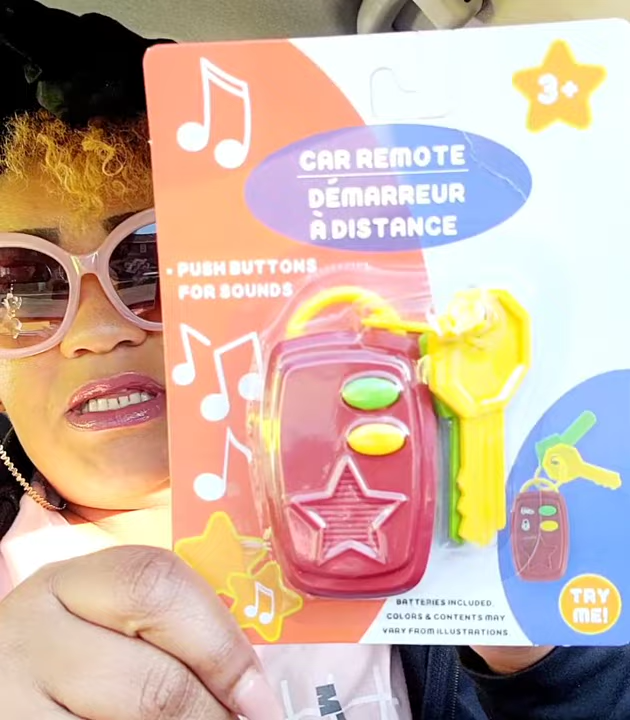 3+
CAR REMOTE
DÉMARREUR
À DISTANCE
• PUSH BUTTONS
FOR SOUNDS
TRY
ME!
BATTERIES INCLUDED.
COLORS & CONTENTS MAY
VARY FROM ILLUSTRATIONS